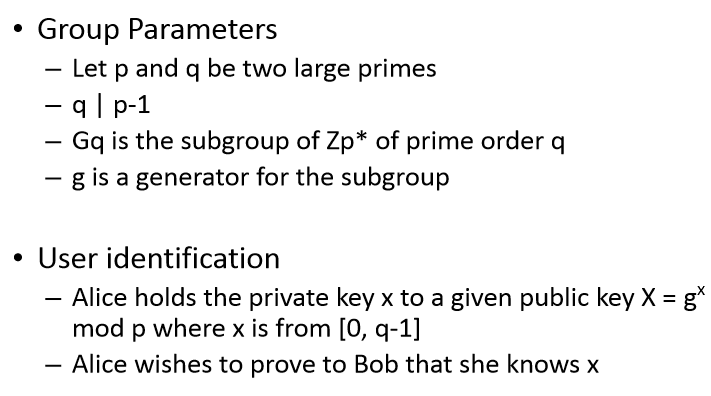 • Group Parameters
– Let p and q be two large primes
– q | p-1
– Gq is the subgroup of Zp* of prime order q
– g is a generator for the subgroup
• User identification
– Alice holds the private key x to a given public key X = gˣ
mod p where x is from [0, q-1]
– Alice wishes to prove to Bob that she knows x